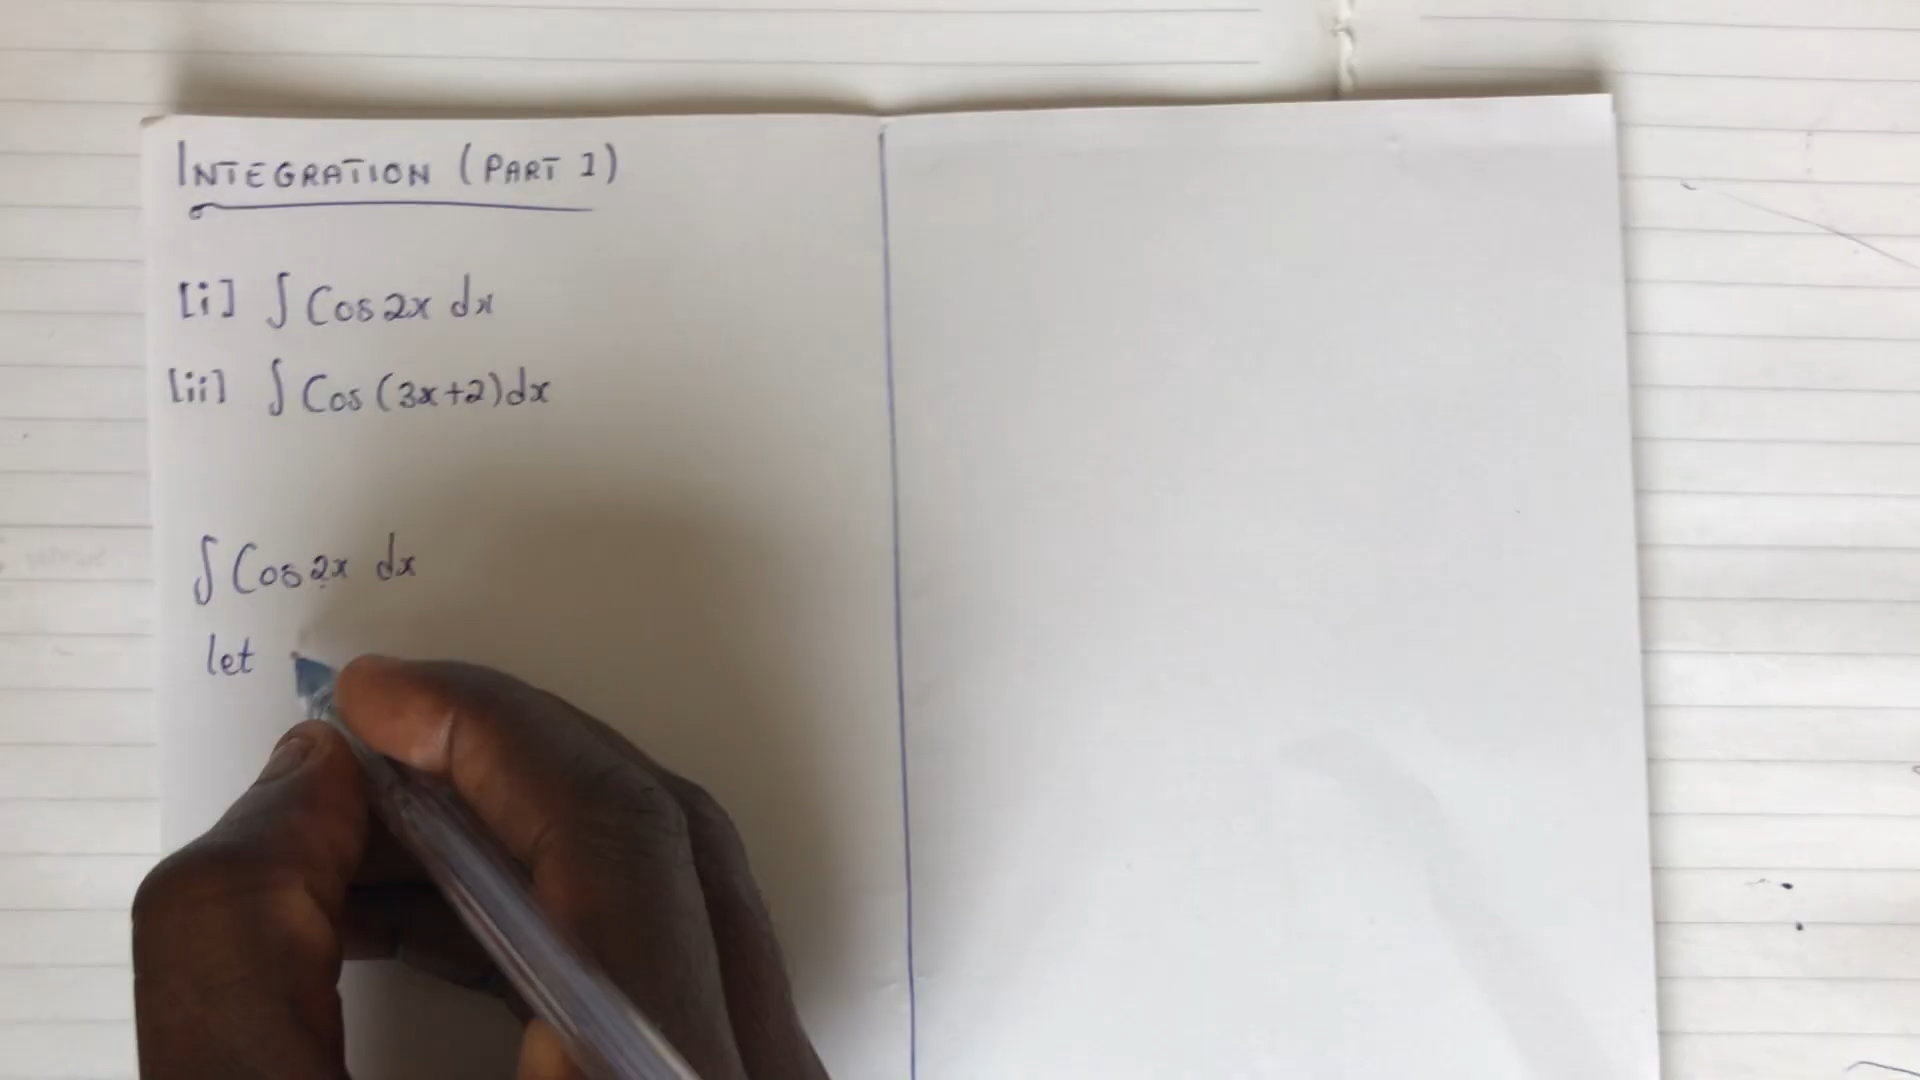 INTEGRATION (PART 1)
[i] ∫ Cos 2x dx
[ii] ∫ Cos (3x+2)dx
∫ Cos 2x dx
let